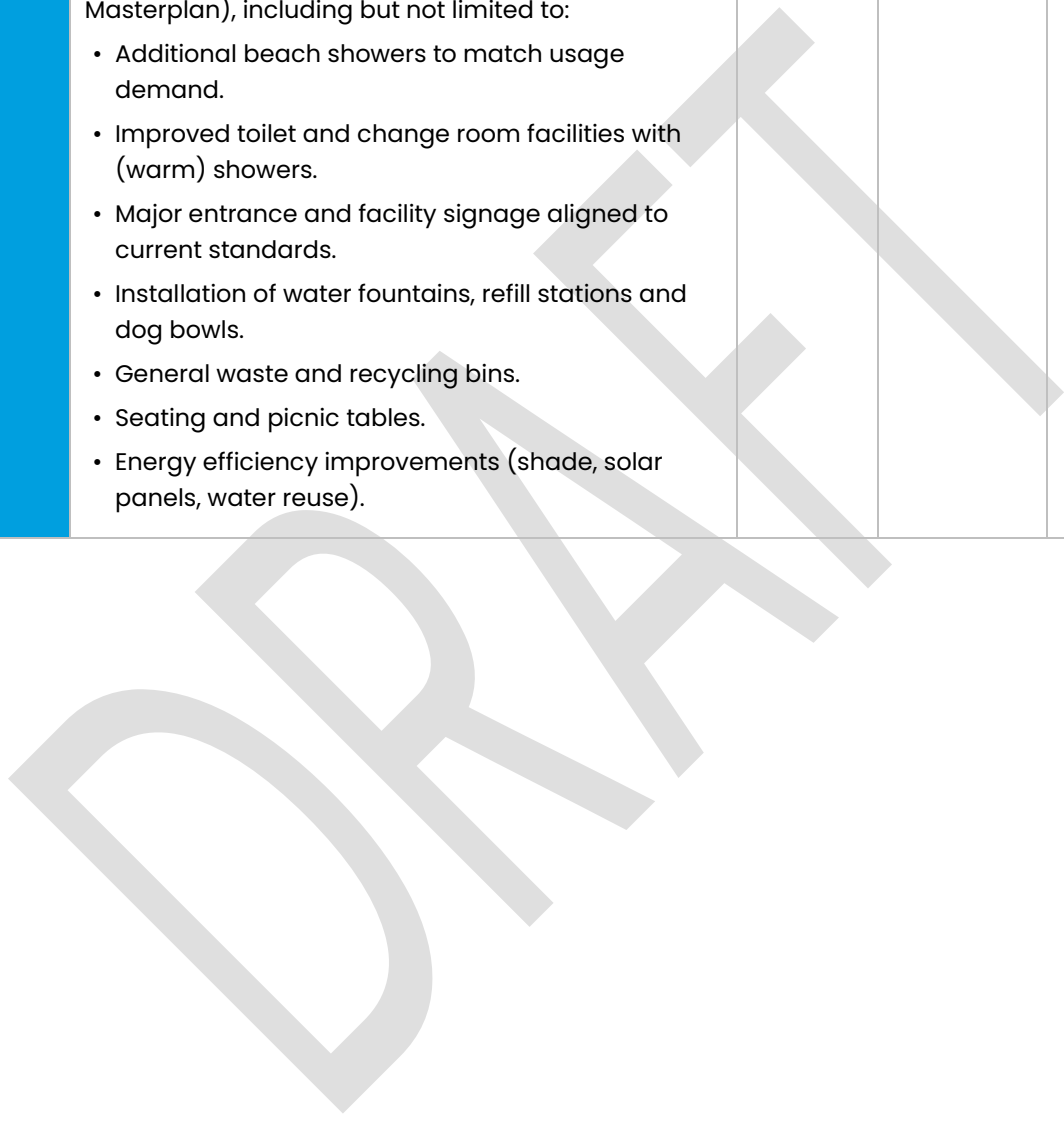 Masterplan), including but not limited to:
• Additional beach showers to match usage
demand.
• Improved toilet and change room facilities with
(warm) showers.
• Major entrance and facility signage aligned to
current standards.
• Installation of water fountains, refill stations and
dog bowls.
• General waste and recycling bins.
• Seating and picnic tables.
• Energy efficiency improvements (shade, solar
panels, water reuse).
DRAFT